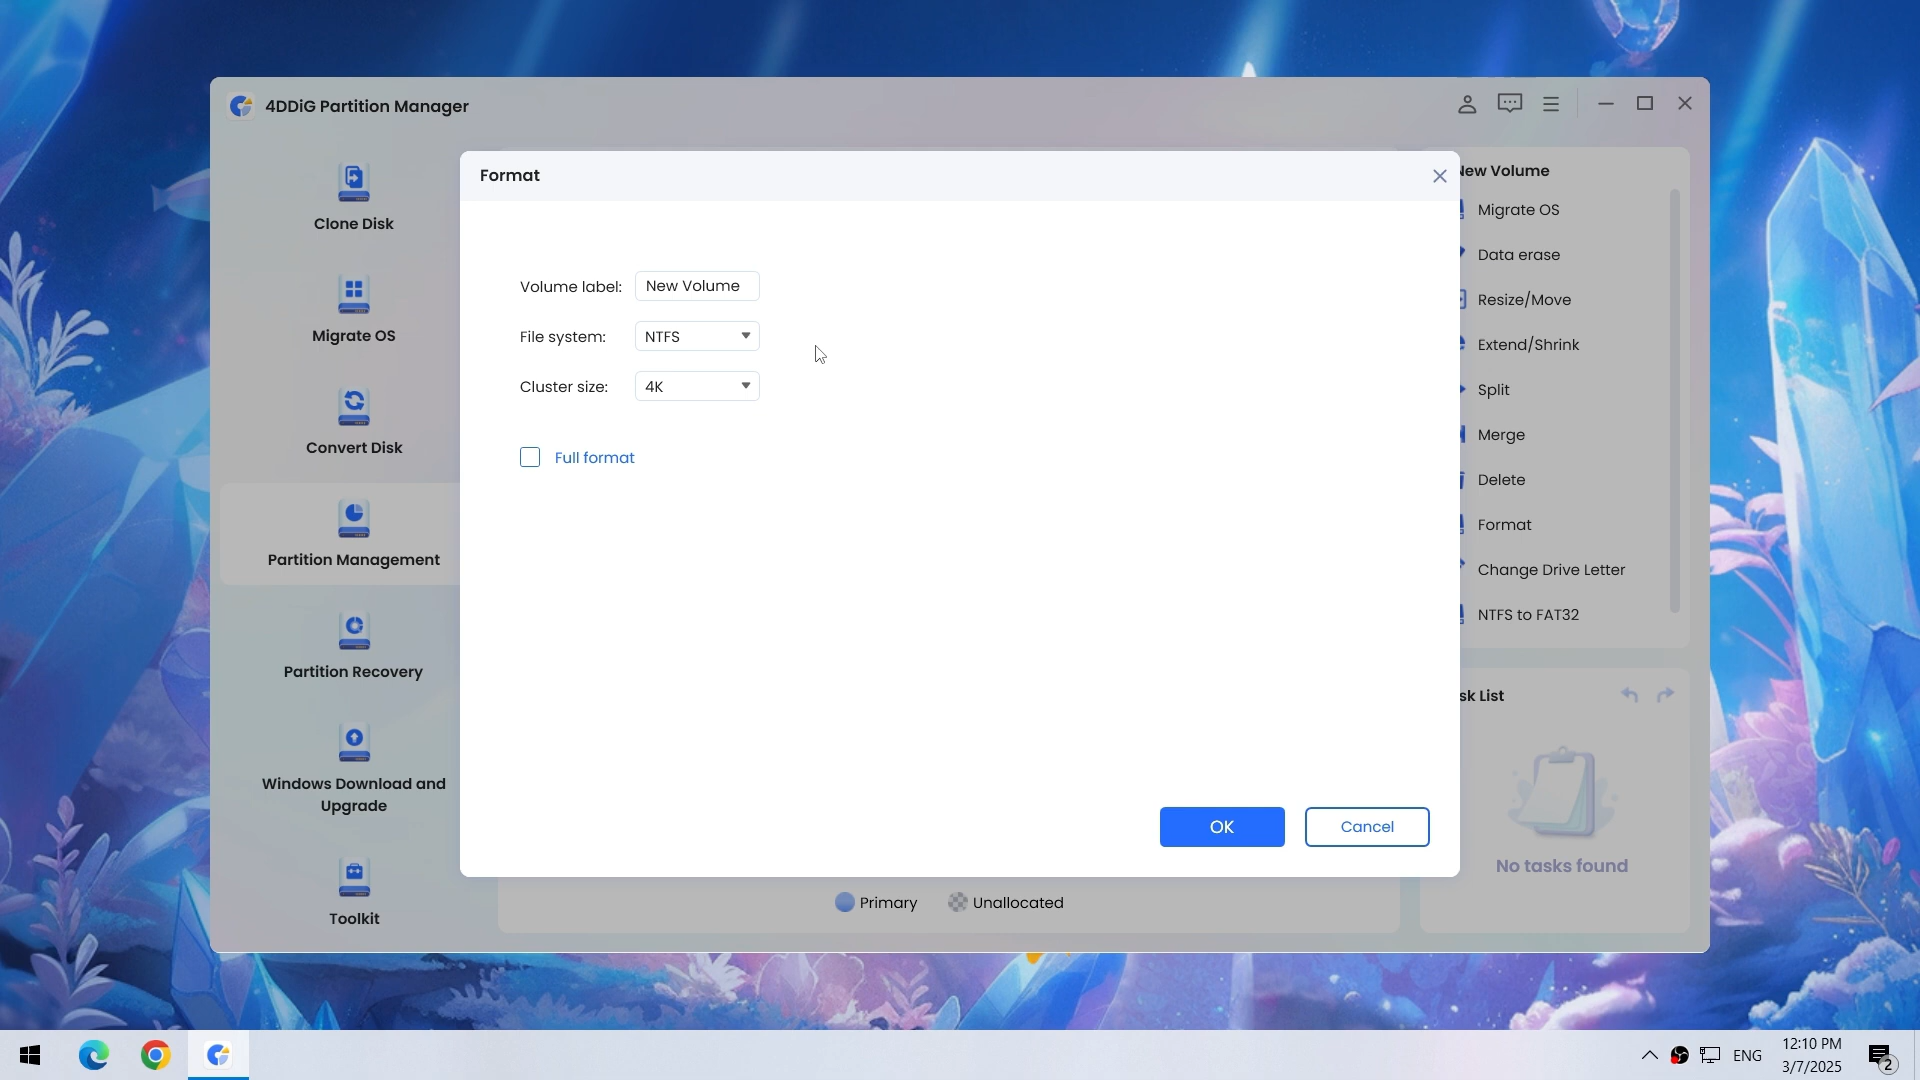 4DDiG Partition Manager
Clone Disk
Migrate OS
Convert Disk
Partition Management
Partition Recovery
Windows Download and
Upgrade
Toolkit
Format
Volume label: New Volume
File system: NTFS
Cluster size: 4K
Full format
OK Cancel
Primary Unallocated
New Volume
Migrate OS
Data erase
Resize/Move
Extend/Shrink
Split
Merge
Delete
Format
Change Drive Letter
NTFS to FAT32
sk List
No tasks found
ENG
12:10 PM
3/7/2025
2